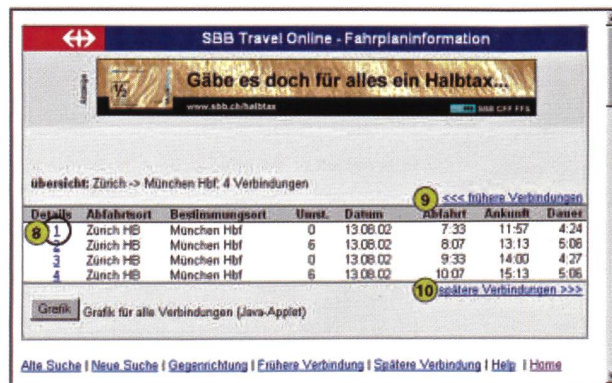 SBB Travel Online - Fahrplaninformation
Anzeige
½
Gäbe es doch für alles ein Halbtax...
www.sbb.ch/halbtax
SBB CFF FFS
übersicht: Zürich -> München Hbf: 4 Verbindungen
9 <<< frühere Verbindungen
Details Abfahrtsort Bestimmungsort Umst. Datum Abfahrt Ankunft Dauer
8 1 Zürich HB München Hbf 0 13.08.02 7:33 11:57 4:24
2 Zürich HB München Hbf 6 13.08.02 8:07 13:13 5:06
3 Zürich HB München Hbf 0 13.08.02 9:33 14:00 4:27
4 Zürich HB München Hbf 6 13.08.02 10:07 15:13 5:06
10 spätere Verbindungen >>>
Grafik Grafik für alle Verbindungen (Java-Applet)
Alte Suche | Neue Suche | Gegenrichtung | Frühere Verbindung | Spätere Verbindung | Help | Home